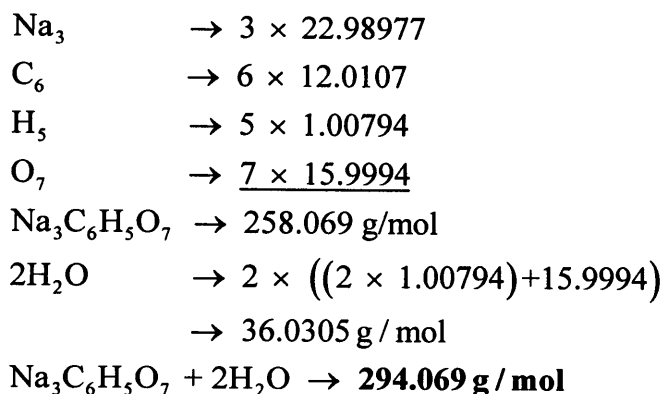 Na₃ → 3 × 22.98977
C₆ → 6 × 12.0107
H₅ → 5 × 1.00794
O₇ → 7 × 15.9994
Na₃C₆H₅O₇ → 258.069 g/mol
2H₂O → 2 × ((2 × 1.00794)+15.9994)
→ 36.0305 g / mol
Na₃C₆H₅O₇ + 2H₂O → 294.069 g / mol